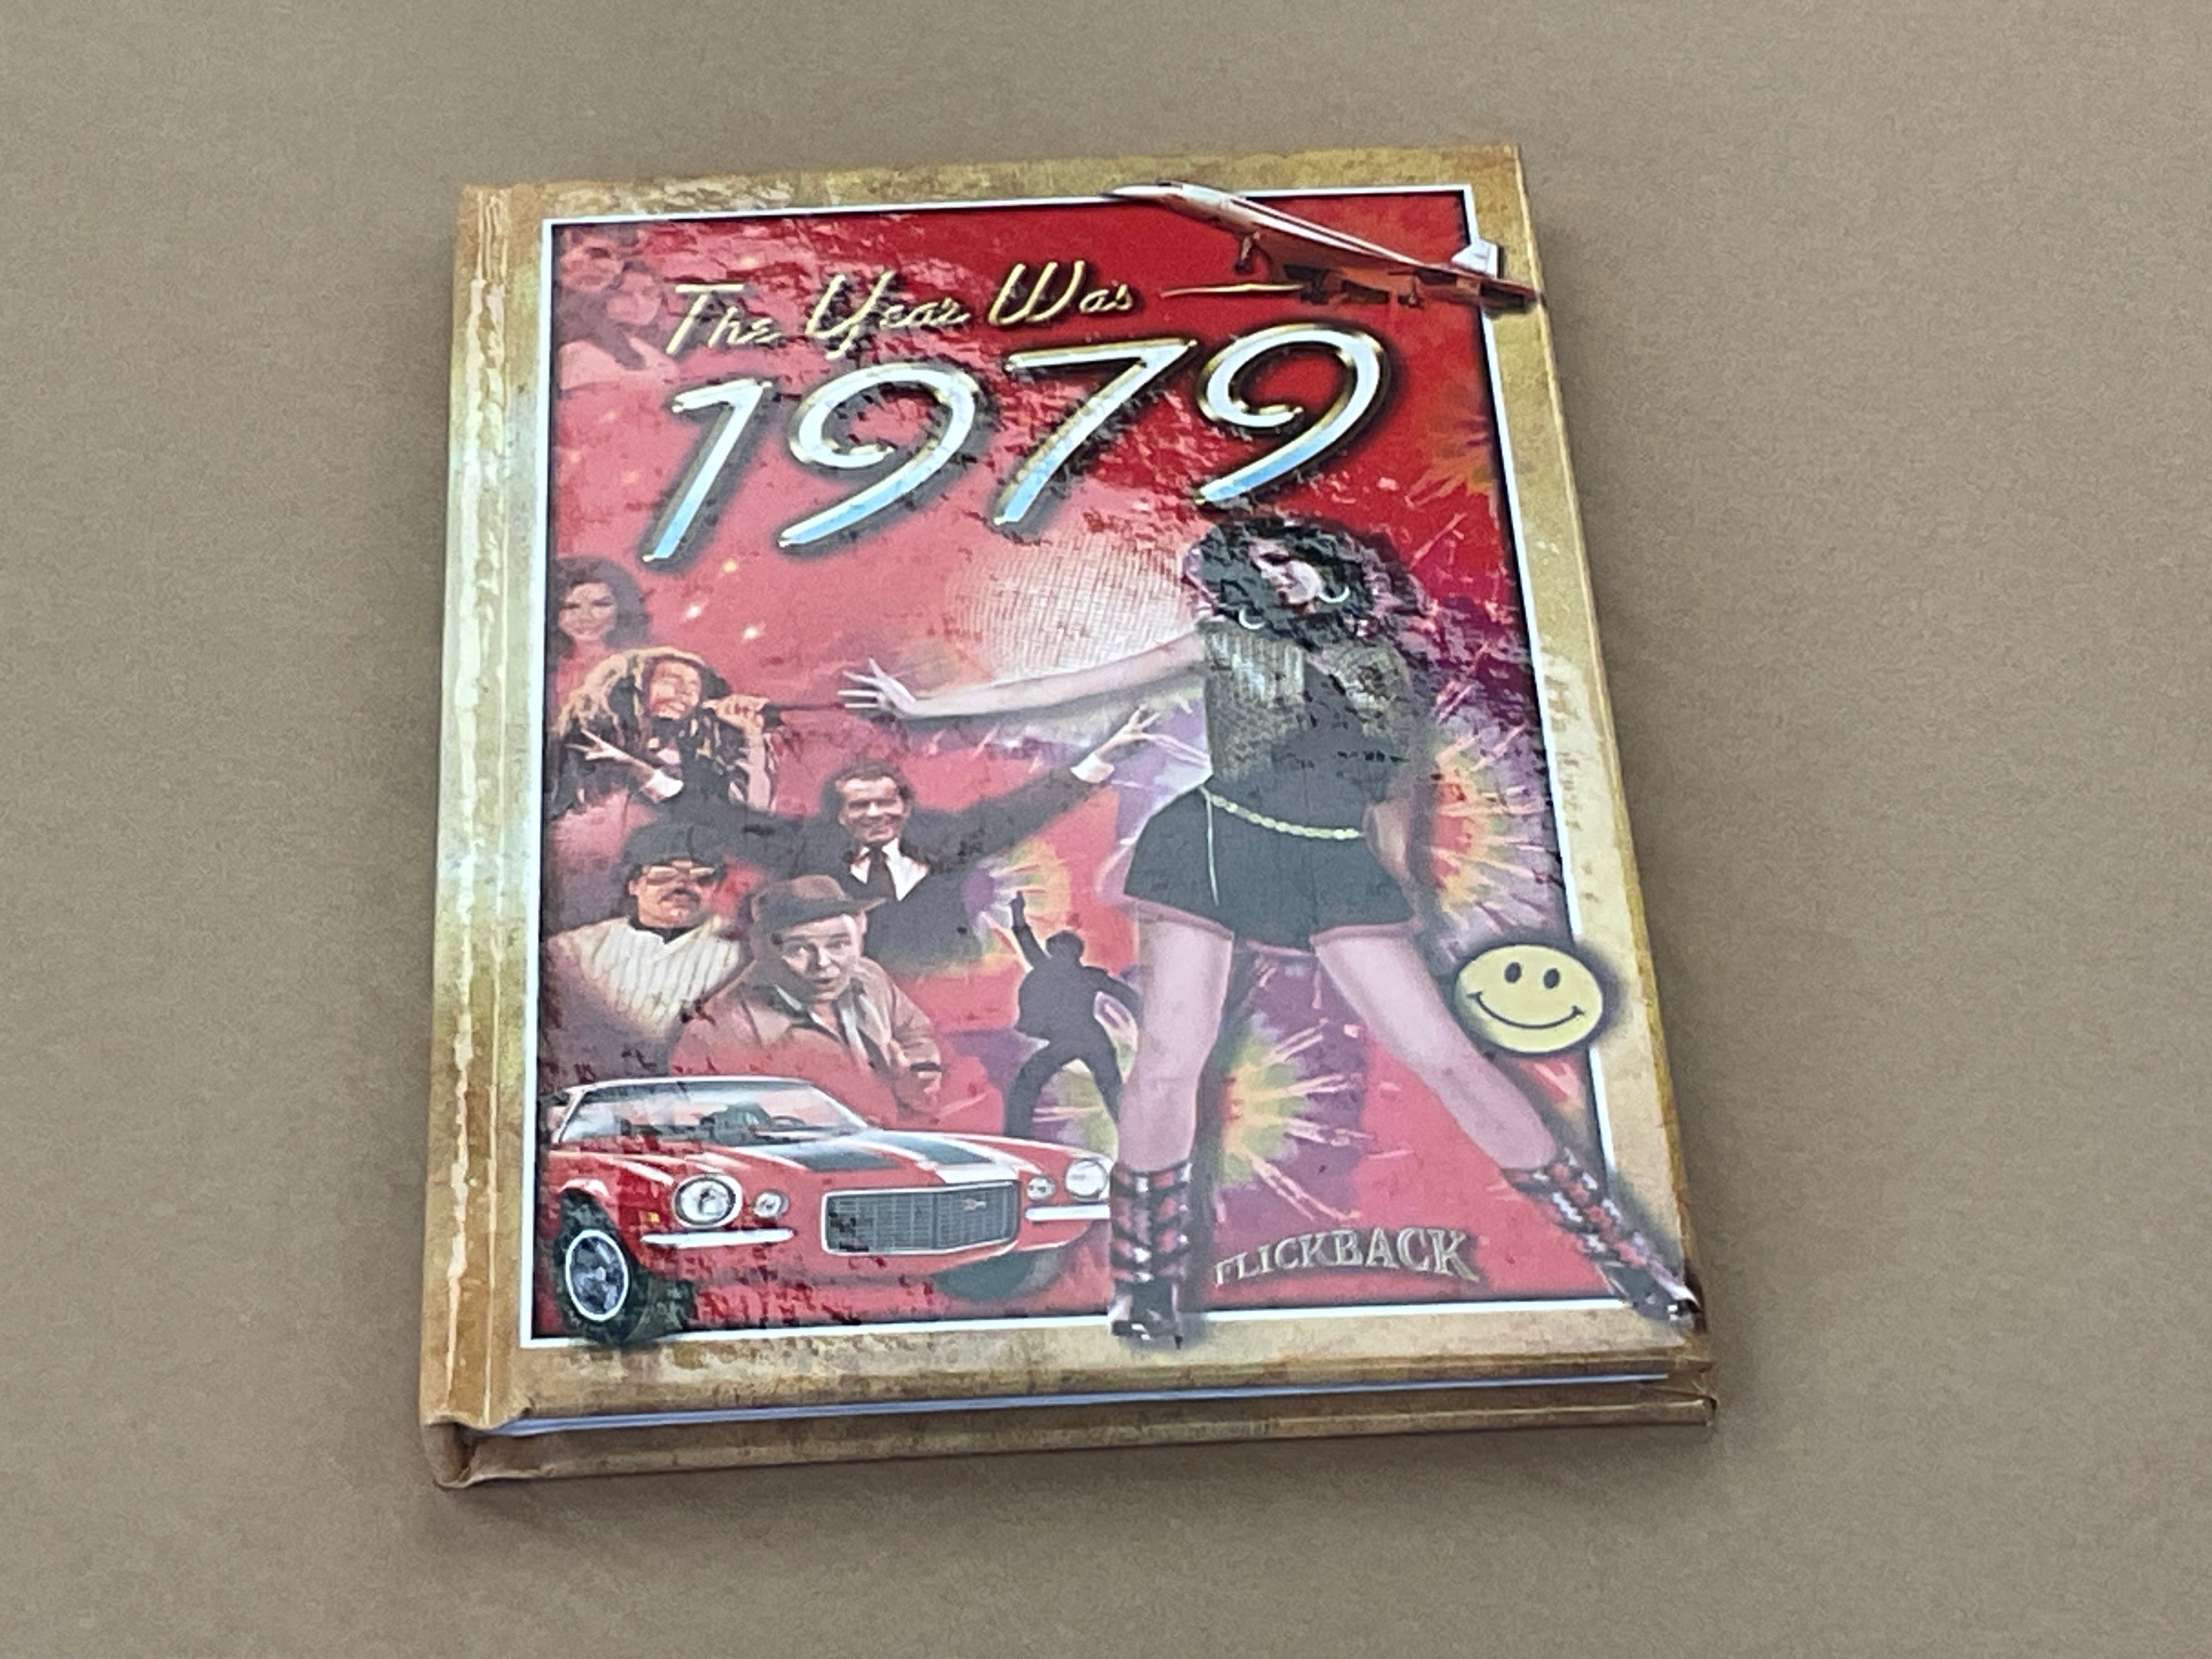 The Year Was
1979
FLICKBACK